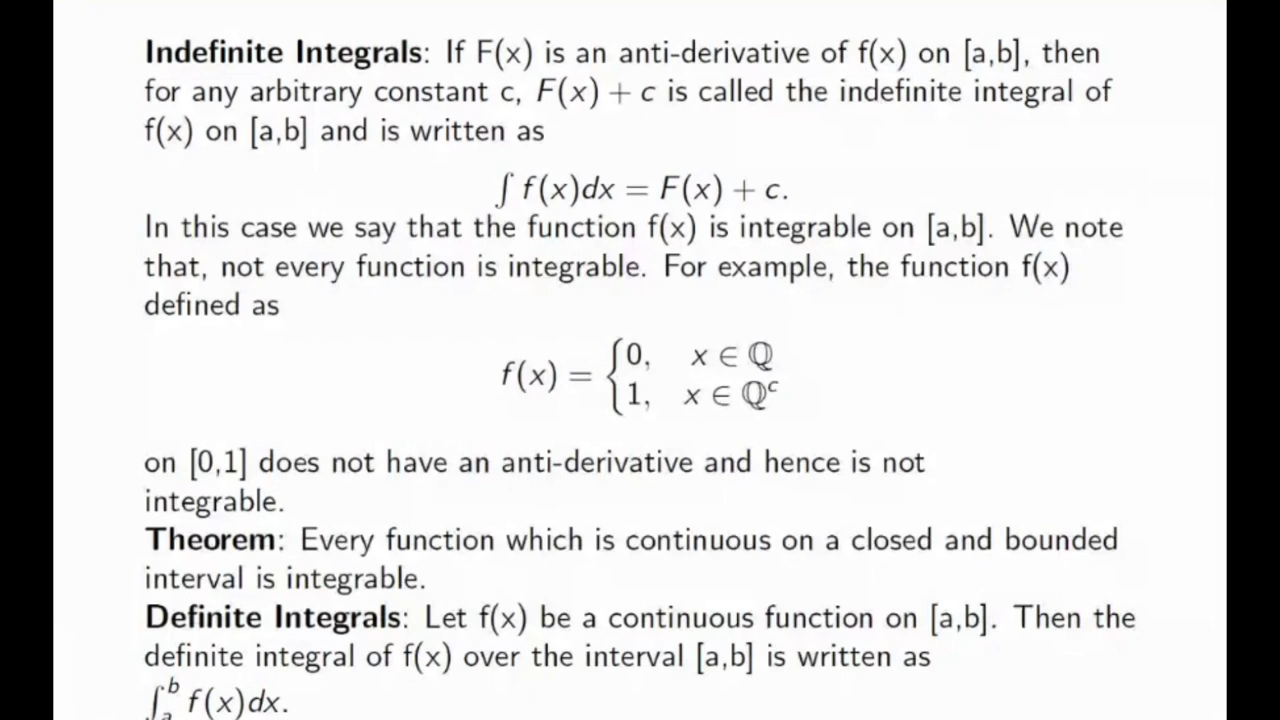 Indefinite Integrals: If F(x) is an anti-derivative of f(x) on [a,b], then
for any arbitrary constant c, F(x) + c is called the indefinite integral of
f(x) on [a,b] and is written as
∫ f(x)dx = F(x) + c.
In this case we say that the function f(x) is integrable on [a,b]. We note
that, not every function is integrable. For example, the function f(x)
defined as
f(x) = {0, x ∈ ℚ
1, x ∈ ℚᶜ
on [0,1] does not have an anti-derivative and hence is not
integrable.
Theorem: Every function which is continuous on a closed and bounded
interval is integrable.
Definite Integrals: Let f(x) be a continuous function on [a,b]. Then the
definite integral of f(x) over the interval [a,b] is written as
∫ₐᵇ f(x)dx.